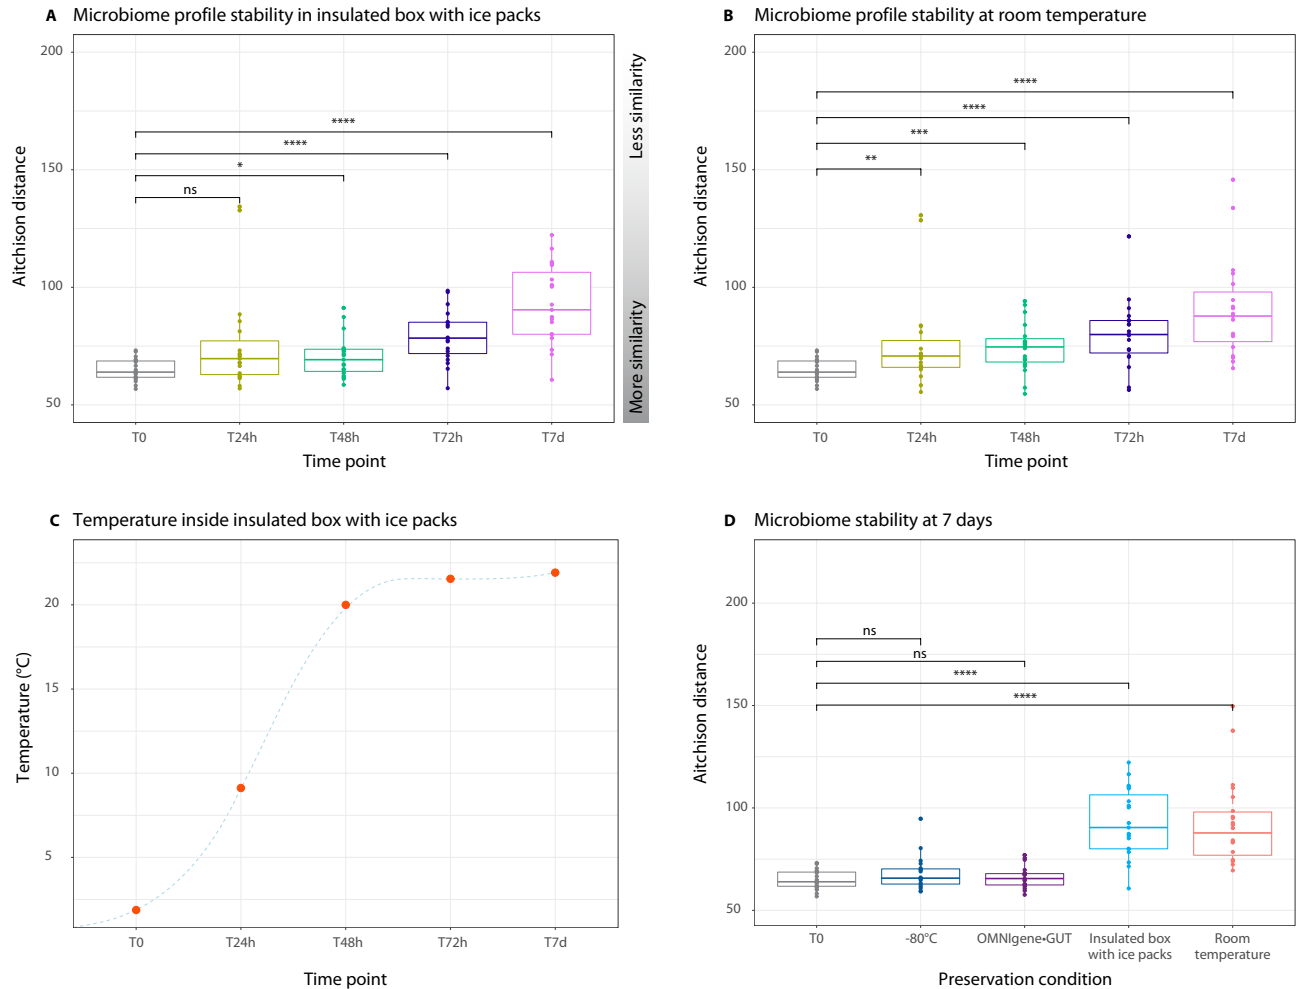 A Microbiome profile stability in insulated box with ice packs
200
150
100
50
Aitchison distance
ns
*
****
****
T0 T24h T48h T72h T7d
Time point
Less similarity
More similarity
B Microbiome profile stability at room temperature
200
150
100
50
Aitchison distance
****
****
***
**
T0 T24h T48h T72h T7d
Time point
C Temperature inside insulated box with ice packs
20
15
10
5
Temperature (°C)
T0 T24h T48h T72h T7d
Time point
D Microbiome stability at 7 days
200
150
100
50
Aitchison distance
ns
ns
****
****
T0 -80°C OMNIgene•GUT Insulated box Room
with ice packs temperature
Preservation condition